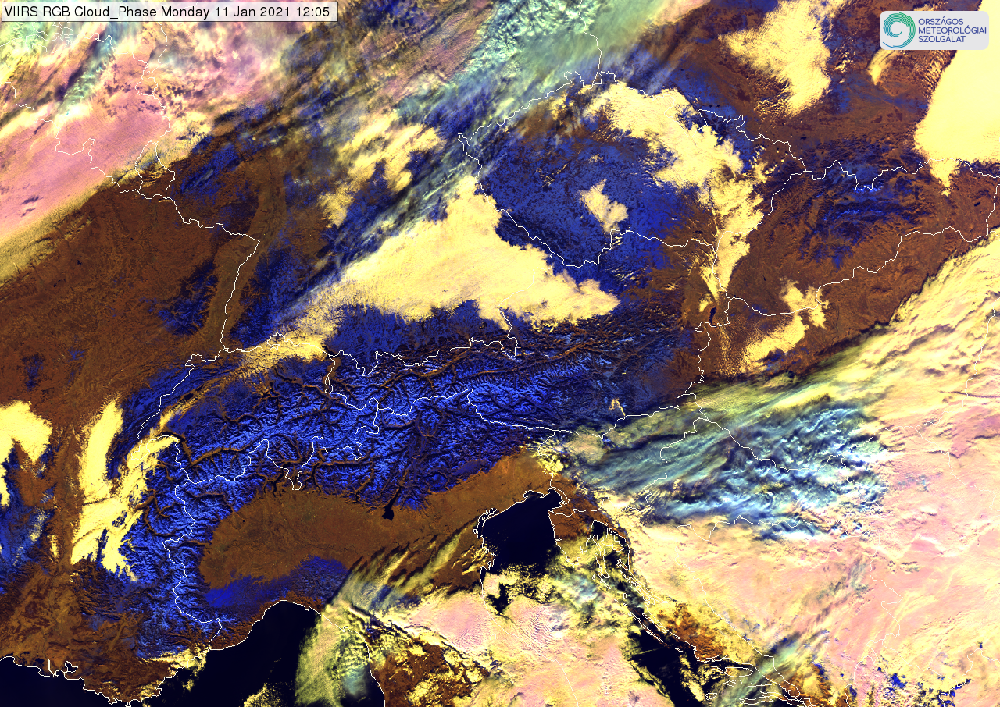 VIIRS RGB Cloud_Phase Monday 11 Jan 2021 12:05
ORSZÁGOS
METEOROLÓGIAI
SZOLGÁLAT